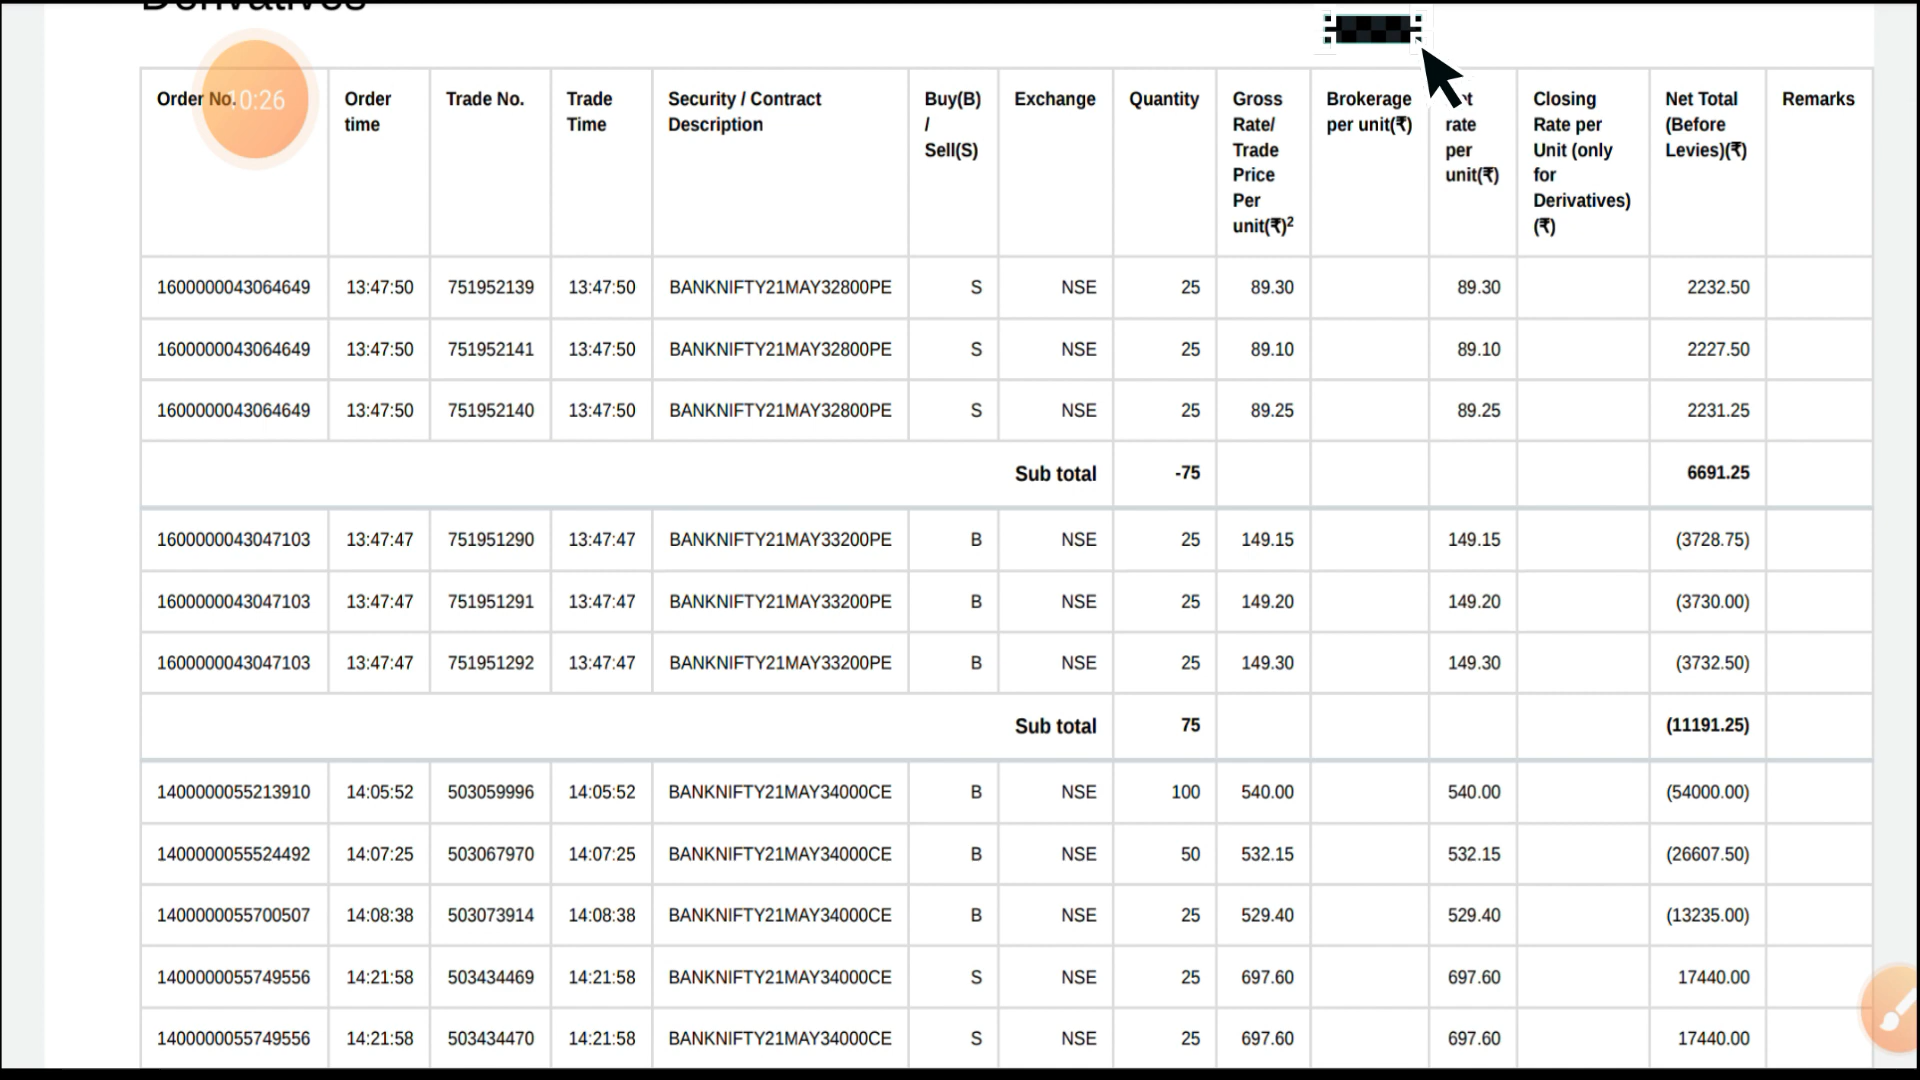 Derivatives
10:26
Order No. Order time Trade No. Trade Time Security / Contract Description Buy(B) / Sell(S) Exchange Quantity Gross Rate/ Trade Price Per unit(₹)2 Brokerage per unit(₹) rate per unit(₹) Closing Rate per Unit (only for Derivatives) (₹) Net Total (Before Levies)(₹) Remarks
1600000043064649 13:47:50 751952139 13:47:50 BANKNIFTY21MAY32800PE S NSE 25 89.30 89.30 2232.50
1600000043064649 13:47:50 751952141 13:47:50 BANKNIFTY21MAY32800PE S NSE 25 89.10 89.10 2227.50
1600000043064649 13:47:50 751952140 13:47:50 BANKNIFTY21MAY32800PE S NSE 25 89.25 89.25 2231.25
Sub total -75 6691.25
1600000043047103 13:47:47 751951290 13:47:47 BANKNIFTY21MAY33200PE B NSE 25 149.15 149.15 (3728.75)
1600000043047103 13:47:47 751951291 13:47:47 BANKNIFTY21MAY33200PE B NSE 25 149.20 149.20 (3730.00)
1600000043047103 13:47:47 751951292 13:47:47 BANKNIFTY21MAY33200PE B NSE 25 149.30 149.30 (3732.50)
Sub total 75 (11191.25)
1400000055213910 14:05:52 503059996 14:05:52 BANKNIFTY21MAY34000CE B NSE 100 540.00 540.00 (54000.00)
1400000055524492 14:07:25 503067970 14:07:25 BANKNIFTY21MAY34000CE B NSE 50 532.15 532.15 (26607.50)
1400000055700507 14:08:38 503073914 14:08:38 BANKNIFTY21MAY34000CE B NSE 25 529.40 529.40 (13235.00)
1400000055749556 14:21:58 503434469 14:21:58 BANKNIFTY21MAY34000CE S NSE 25 697.60 697.60 17440.00
1400000055749556 14:21:58 503434470 14:21:58 BANKNIFTY21MAY34000CE S NSE 25 697.60 697.60 17440.00